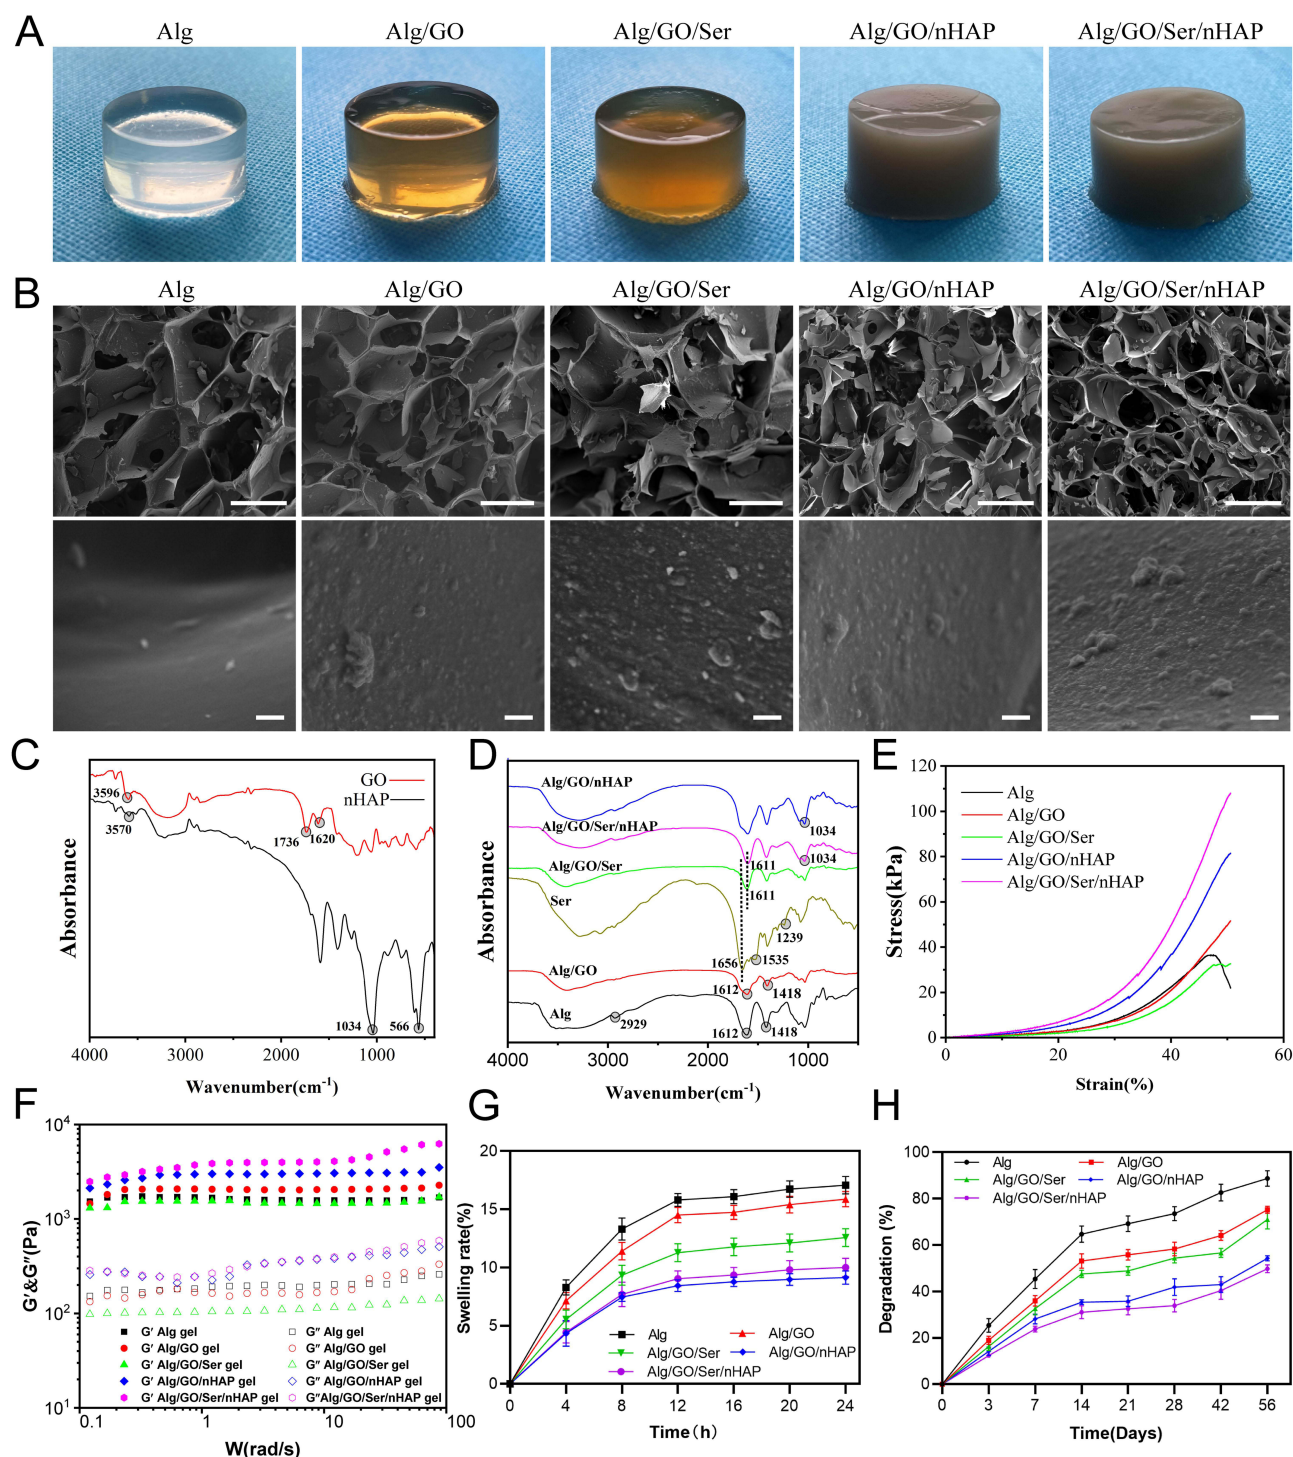 A
Alg
Alg/GO
Alg/GO/Ser
Alg/GO/nHAP
Alg/GO/Ser/nHAP
B
Alg
Alg/GO
Alg/GO/Ser
Alg/GO/nHAP
Alg/GO/Ser/nHAP
C
GO
nHAP
3596
3570
1736
1620
1034
566
Absorbance
4000
3000
2000
1000
Wavenumber(cm⁻¹)
D
Alg/GO/nHAP
1034
Alg/GO/Ser/nHAP
1611
1034
Alg/GO/Ser
1611
Ser
1239
1656
1535
Alg/GO
1612
1418
Alg
2929
1612
1418
Absorbance
4000
3000
2000
1000
Wavenumber(cm⁻¹)
E
120
100
80
60
40
20
0
Stress(kPa)
Alg
Alg/GO
Alg/GO/Ser
Alg/GO/nHAP
Alg/GO/Ser/nHAP
0
20
40
60
Strain(%)
F
10⁴
10³
10²
10¹
G′&G″(Pa)
G′ Alg gel
G″ Alg gel
G′ Alg/GO gel
G″ Alg/GO gel
G′ Alg/GO/Ser gel
G″ Alg/GO/Ser gel
G′ Alg/GO/nHAP gel
G″ Alg/GO/nHAP gel
G′ Alg/GO/Ser/nHAP gel
G″Alg/GO/Ser/nHAP gel
0.1
1
10
100
W(rad/s)
G
20
15
10
5
0
Swelling rate(%)
Alg
Alg/GO
Alg/GO/Ser
Alg/GO/nHAP
Alg/GO/Ser/nHAP
0
4
8
12
16
20
24
Time（h）
H
100
80
60
40
20
0
Degradation (%)
Alg
Alg/GO
Alg/GO/Ser
Alg/GO/nHAP
Alg/GO/Ser/nHAP
0
3
7
14
21
28
42
56
Time(Days)